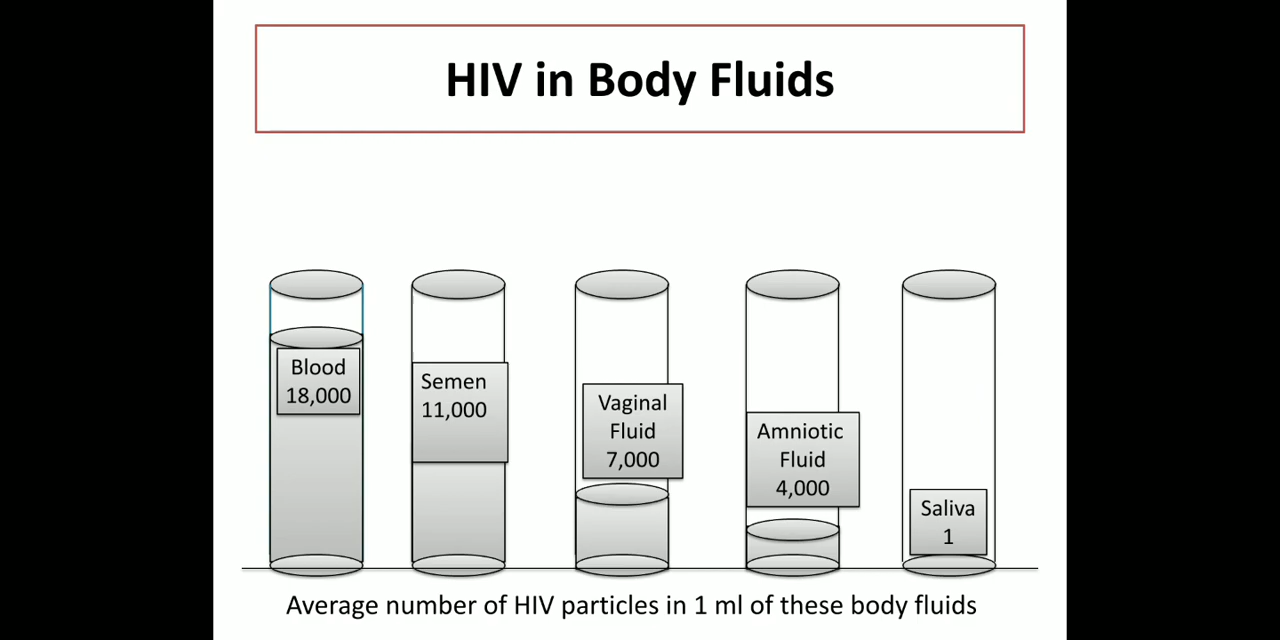 HIV in Body Fluids
Blood
18,000
Semen
11,000
Vaginal
Fluid
7,000
Amniotic
Fluid
4,000
Saliva
1
Average number of HIV particles in 1 ml of these body fluids